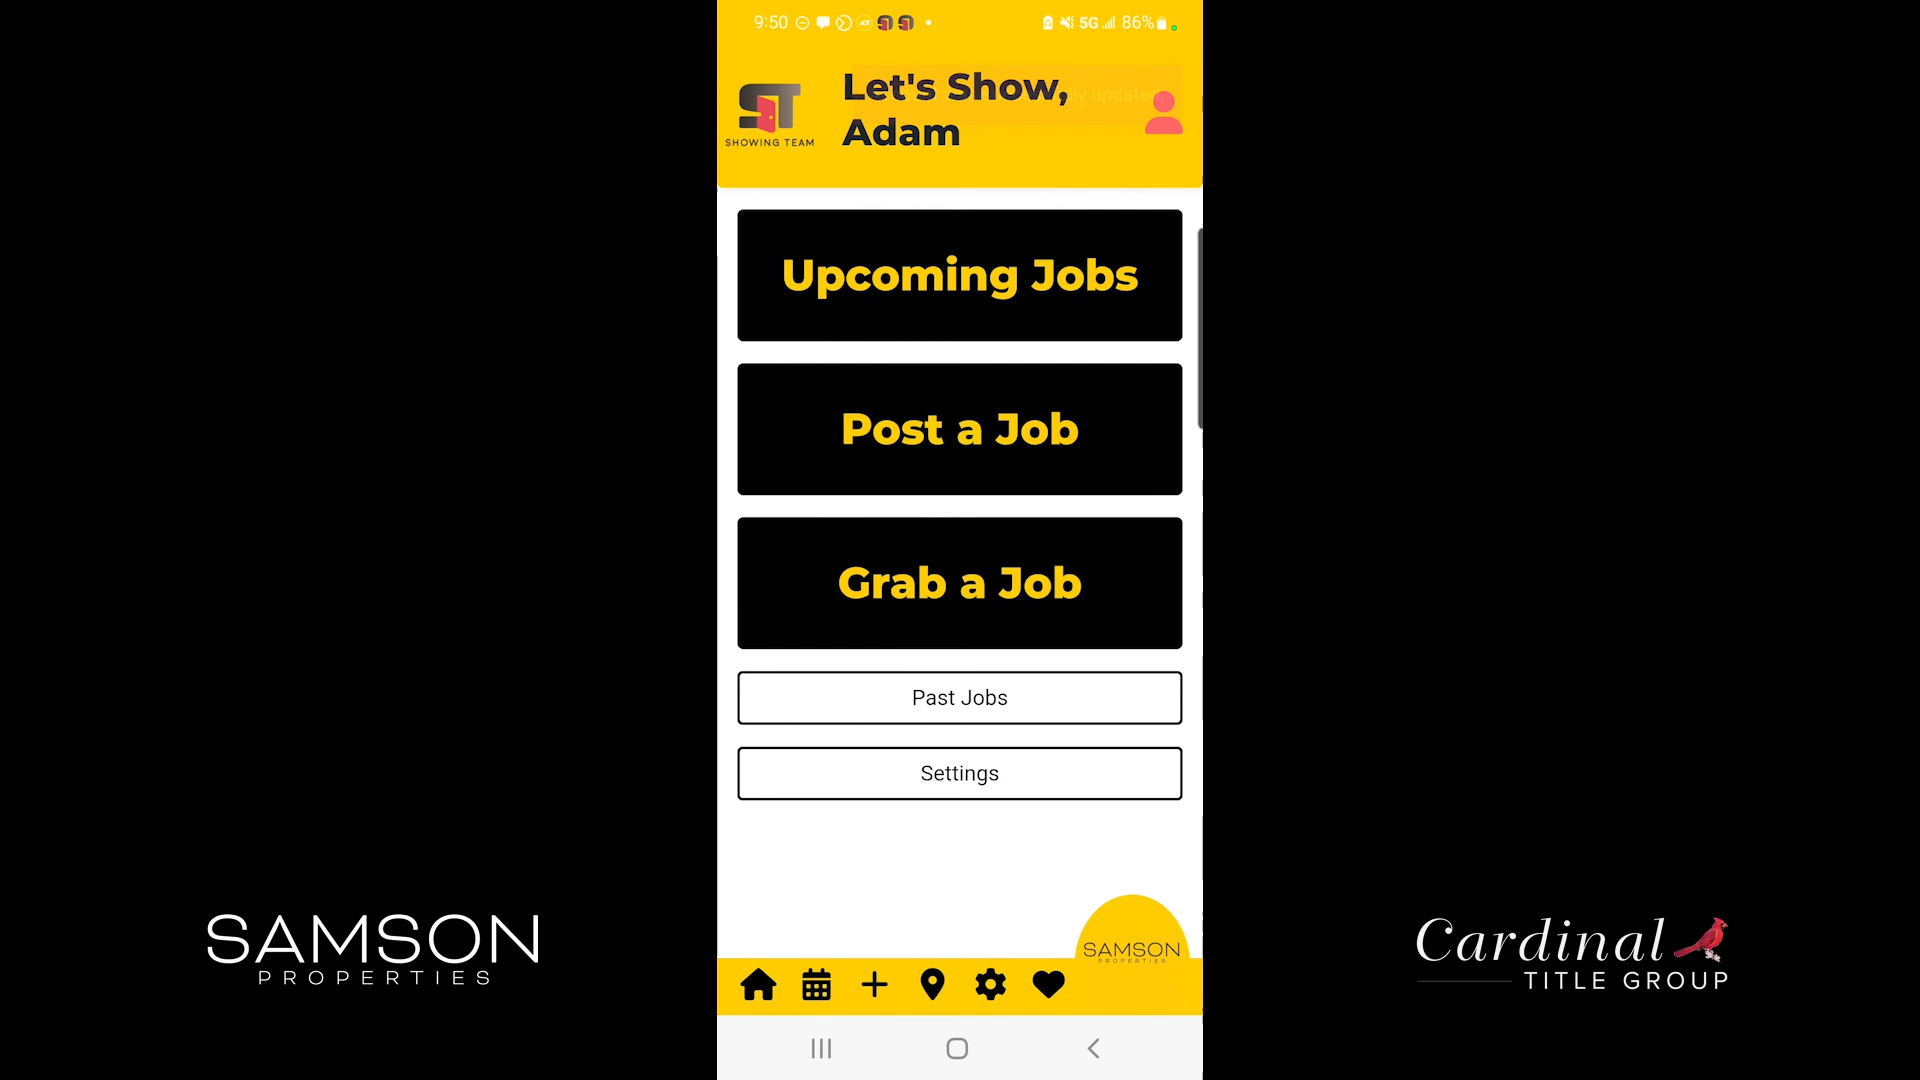 9:50
5G
86%
Let's Show,
Adam
SHOWING TEAM
Upcoming Jobs
Post a Job
Grab a Job
Past Jobs
Settings
SAMSON
PROPERTIES
SAMSON
PROPERTIES
Cardinal
TITLE GROUP